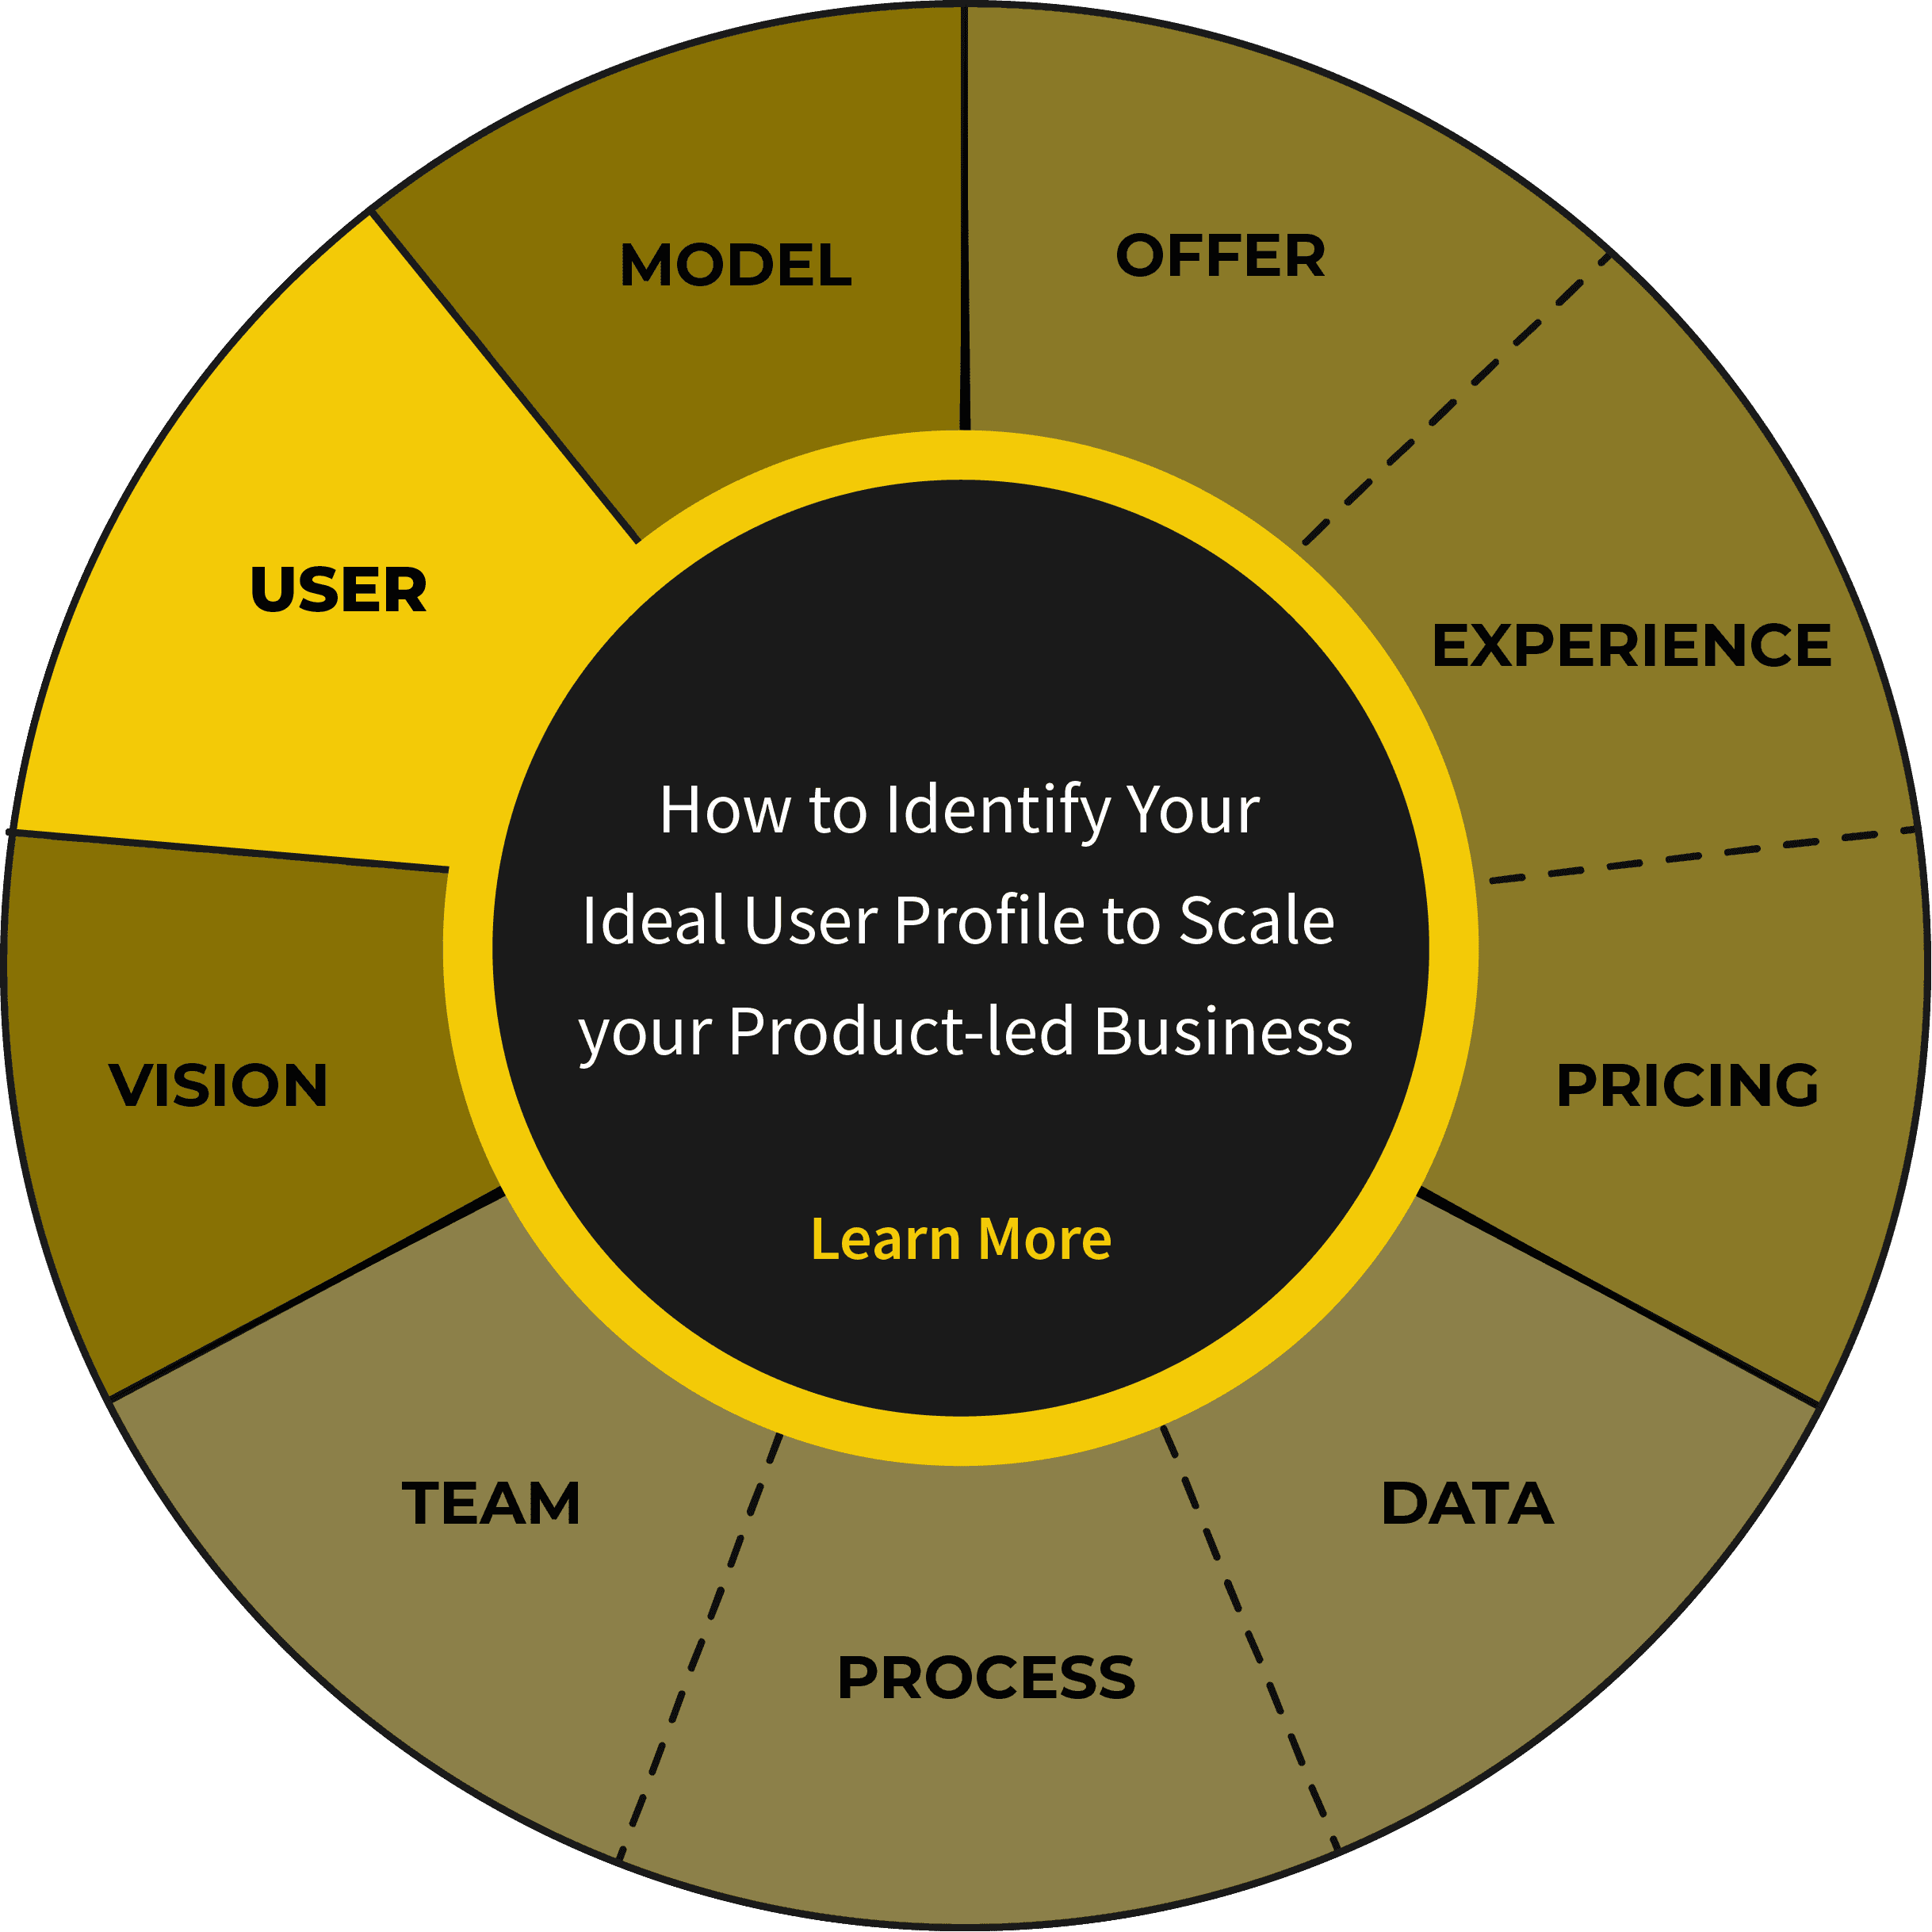 MODEL
OFFER
USER
EXPERIENCE
How to Identify Your
Ideal User Profile to Scale
your Product-led Business
VISION
PRICING
Learn More
TEAM
DATA
PROCESS